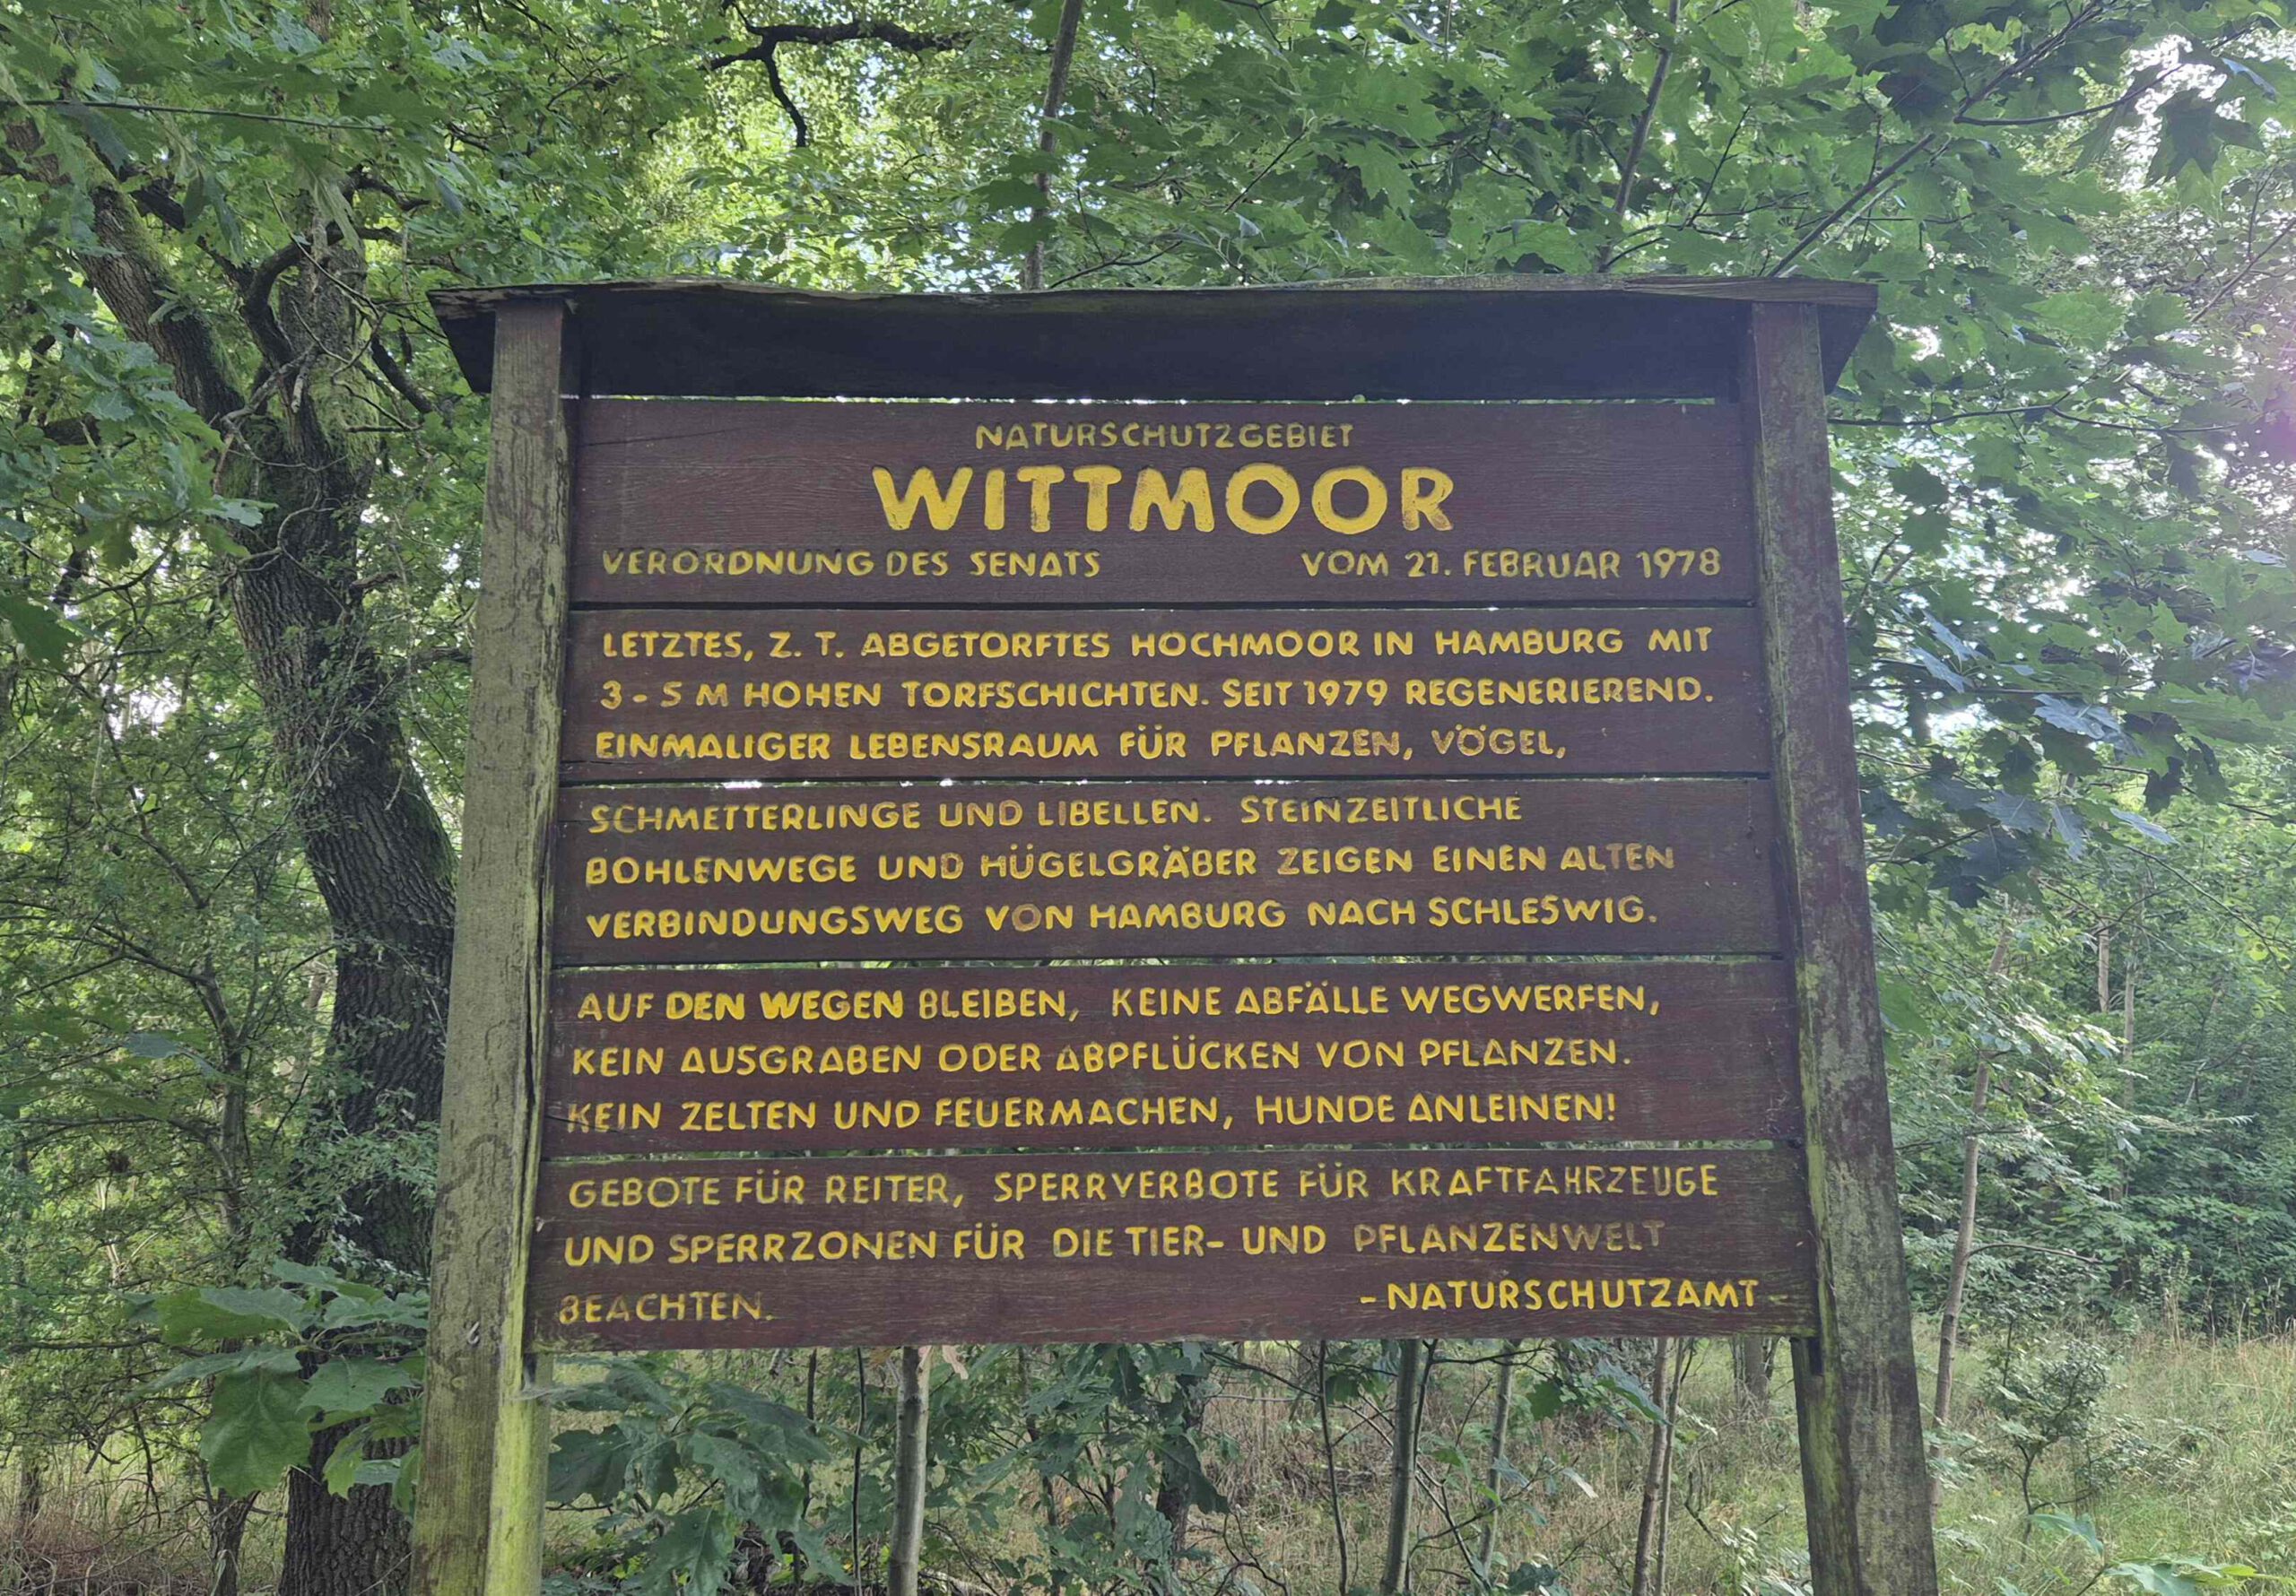 NATURSCHUTZGEBIET
WITTMOOR
VERORDNUNG DES SENATS VOM 21. FEBRUAR 1978
LETZTES, Z. T. ABGETORFTES HOCHMOOR IN HAMBURG MIT
3 - 5 M HOHEN TORFSCHICHTEN. SEIT 1979 REGENERIEREND.
EINMALIGER LEBENSRAUM FÜR PFLANZEN, VÖGEL,
SCHMETTERLINGE UND LIBELLEN. STEINZEITLICHE
BOHLENWEGE UND HÜGELGRÄBER ZEIGEN EINEN ALTEN
VERBINDUNGSWEG VON HAMBURG NACH SCHLESWIG.
AUF DEN WEGEN BLEIBEN, KEINE ABFÄLLE WEGWERFEN,
KEIN AUSGRABEN ODER ABPFLÜCKEN VON PFLANZEN.
KEIN ZELTEN UND FEUERMACHEN, HUNDE ANLEINEN!
GEBOTE FÜR REITER, SPERRVERBOTE FÜR KRAFTFAHRZEUGE
UND SPERRZONEN FÜR DIE TIER- UND PFLANZENWELT
BEACHTEN. - NATURSCHUTZAMT -